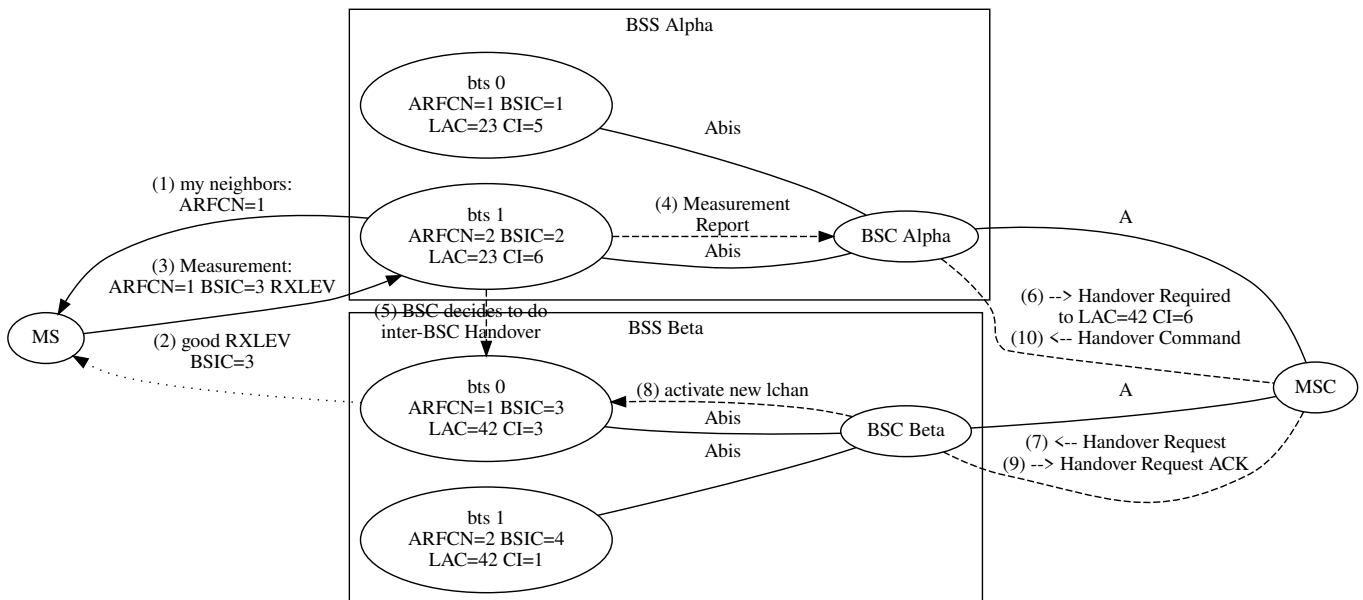 BSS Alpha
bts 0
ARFCN=1 BSIC=1
LAC=23 CI=5
Abis
(1) my neighbors:
ARFCN=1
bts 1
ARFCN=2 BSIC=2
LAC=23 CI=6
(4) Measurement
Report
Abis
BSC Alpha
A
(3) Measurement:
ARFCN=1 BSIC=3 RXLEV
(5) BSC decides to do
inter-BSC Handover
(6) --> Handover Required
to LAC=42 CI=6
(10) <-- Handover Command
MS
(2) good RXLEV
BSIC=3
BSS Beta
bts 0
ARFCN=1 BSIC=3
LAC=42 CI=3
(8) activate new lchan
Abis
Abis
BSC Beta
A
MSC
(7) <-- Handover Request
(9) --> Handover Request ACK
bts 1
ARFCN=2 BSIC=4
LAC=42 CI=1